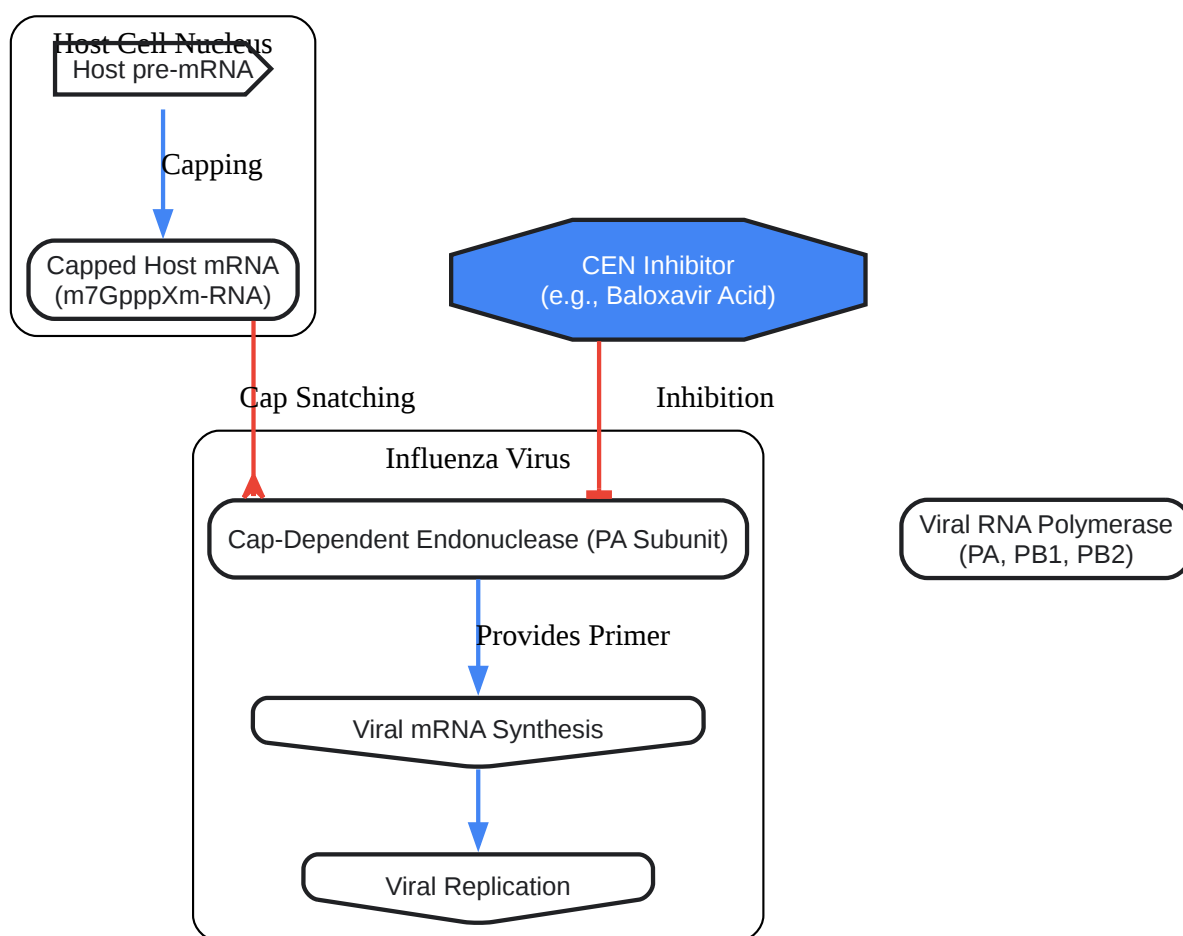 Host Cell Nucleus
Host pre-mRNA
Capping
Capped Host mRNA
(m7GpppXm-RNA)
CEN Inhibitor
(e.g., Baloxavir Acid)
Cap Snatching
Inhibition
Influenza Virus
Cap-Dependent Endonuclease (PA Subunit)
Viral RNA Polymerase
(PA, PB1, PB2)
Provides Primer
Viral mRNA Synthesis
Viral Replication